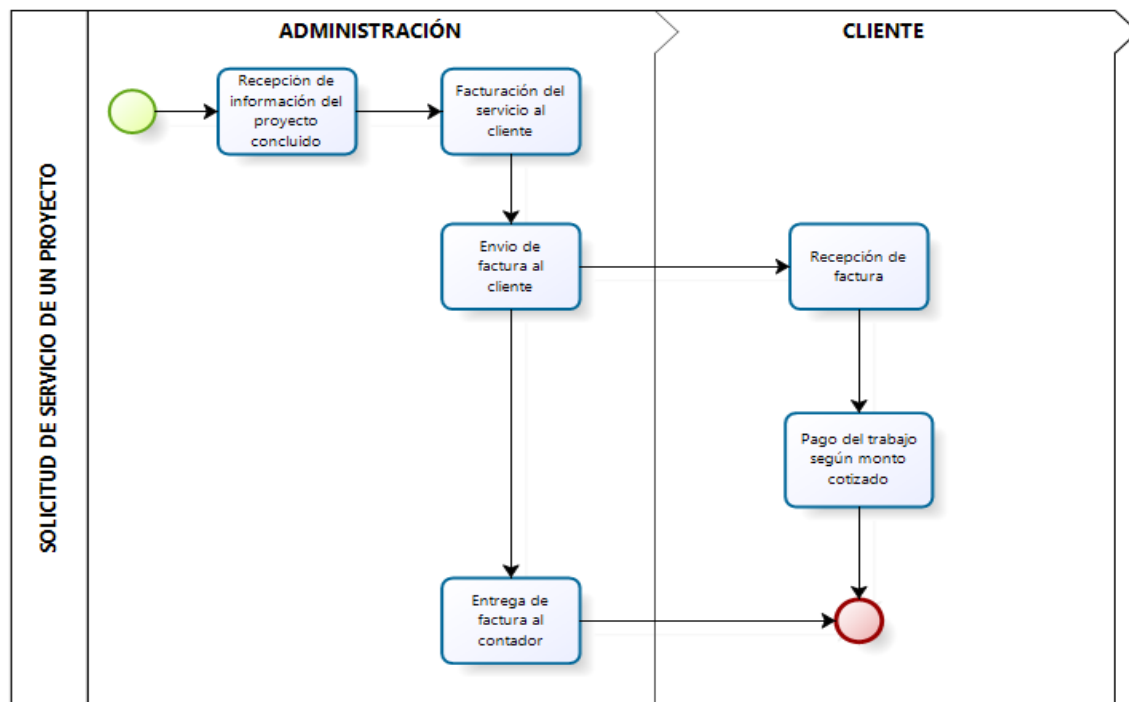 ADMINISTRACIÓN
CLIENTE
SOLICITUD DE SERVICIO DE UN PROYECTO
Recepción de
información del
proyecto
concluido
Facturación del
servicio al
cliente
Envio de
factura al
cliente
Recepción de
factura
Pago del trabajo
según monto
cotizado
Entrega de
factura al
contador